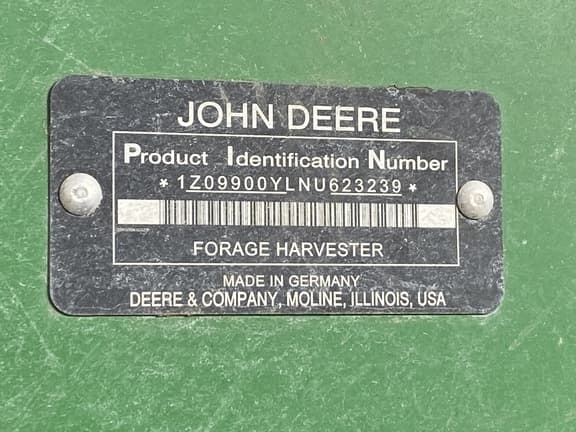 JOHN DEERE
Product Identification Number
* 1Z09900YLNU623239 *
FORAGE HARVESTER
MADE IN GERMANY
DEERE & COMPANY, MOLINE, ILLINOIS, USA